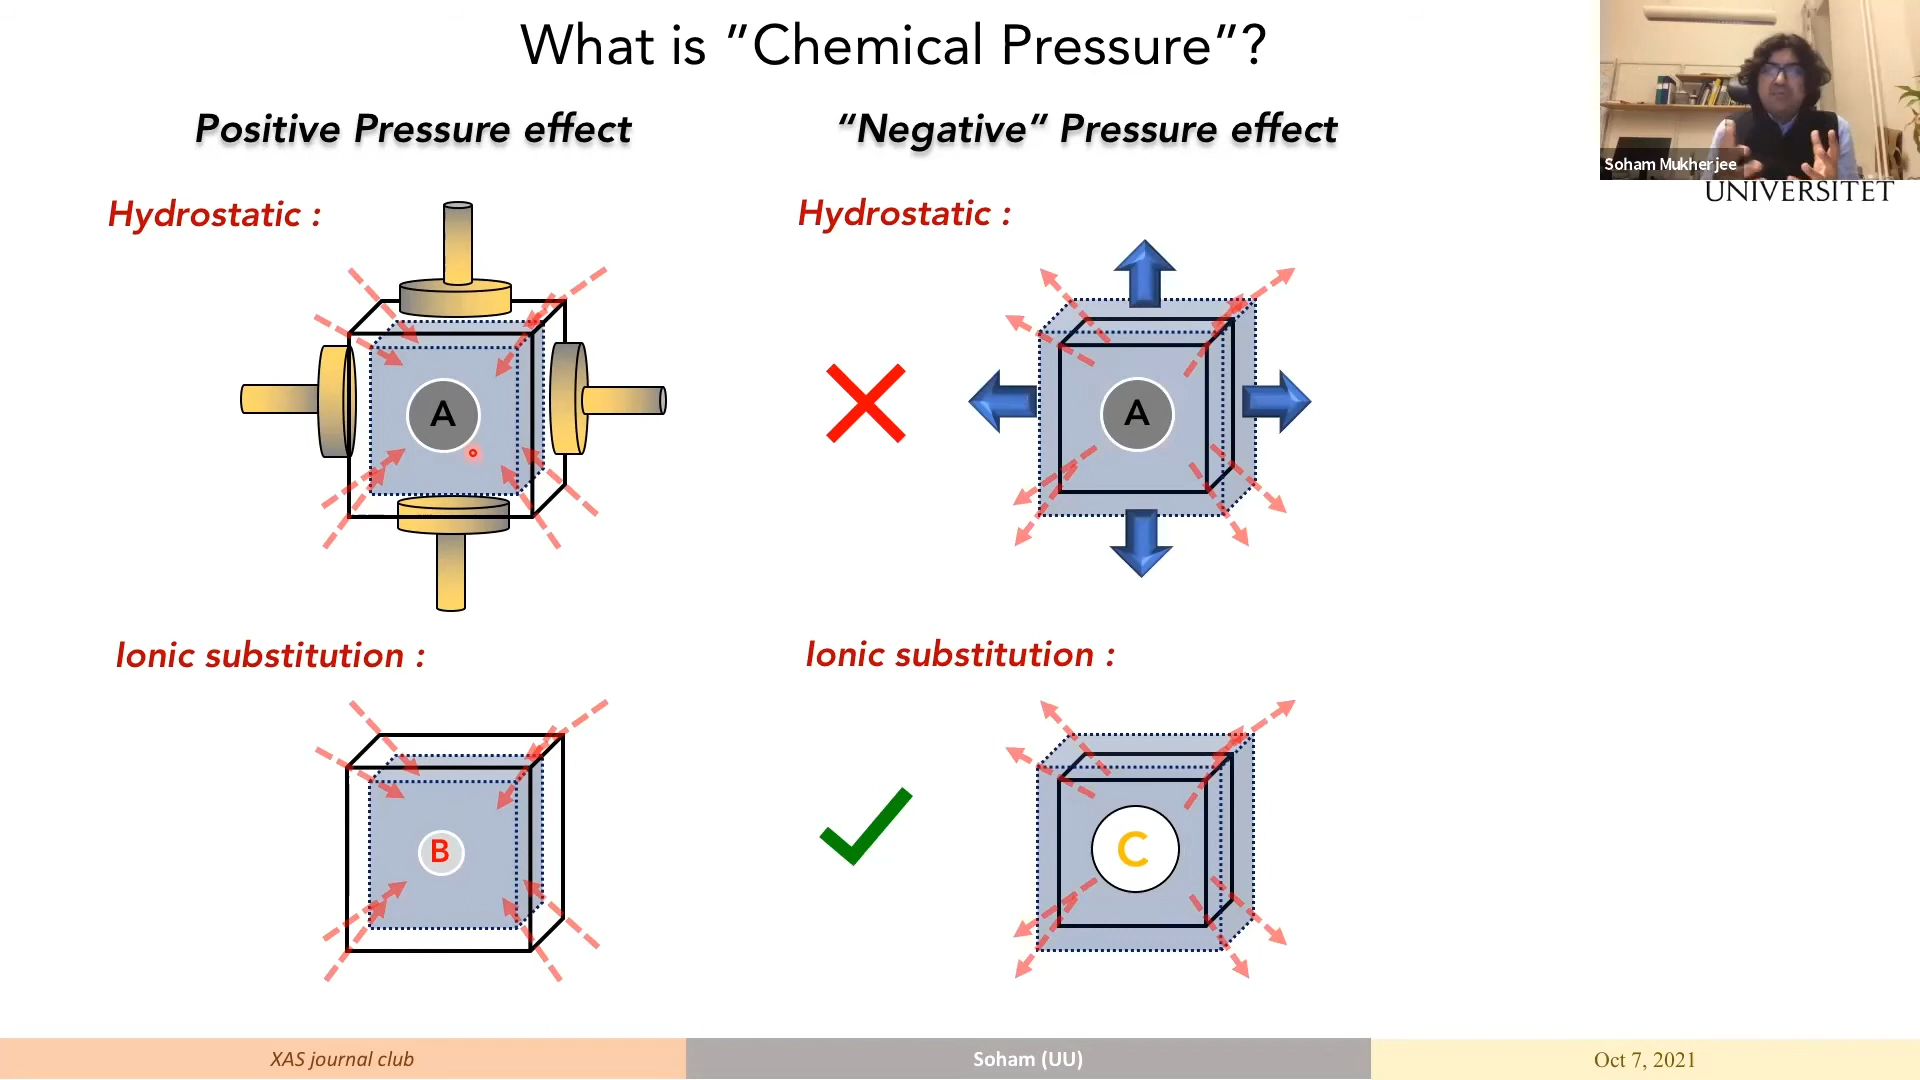 What is ”Chemical Pressure”?
Positive Pressure effect
“Negative” Pressure effect
Soham Mukherjee
UNIVERSITET
Hydrostatic :
Hydrostatic :
A
A
Ionic substitution :
Ionic substitution :
B
C
XAS journal club
Soham (UU)
Oct 7, 2021